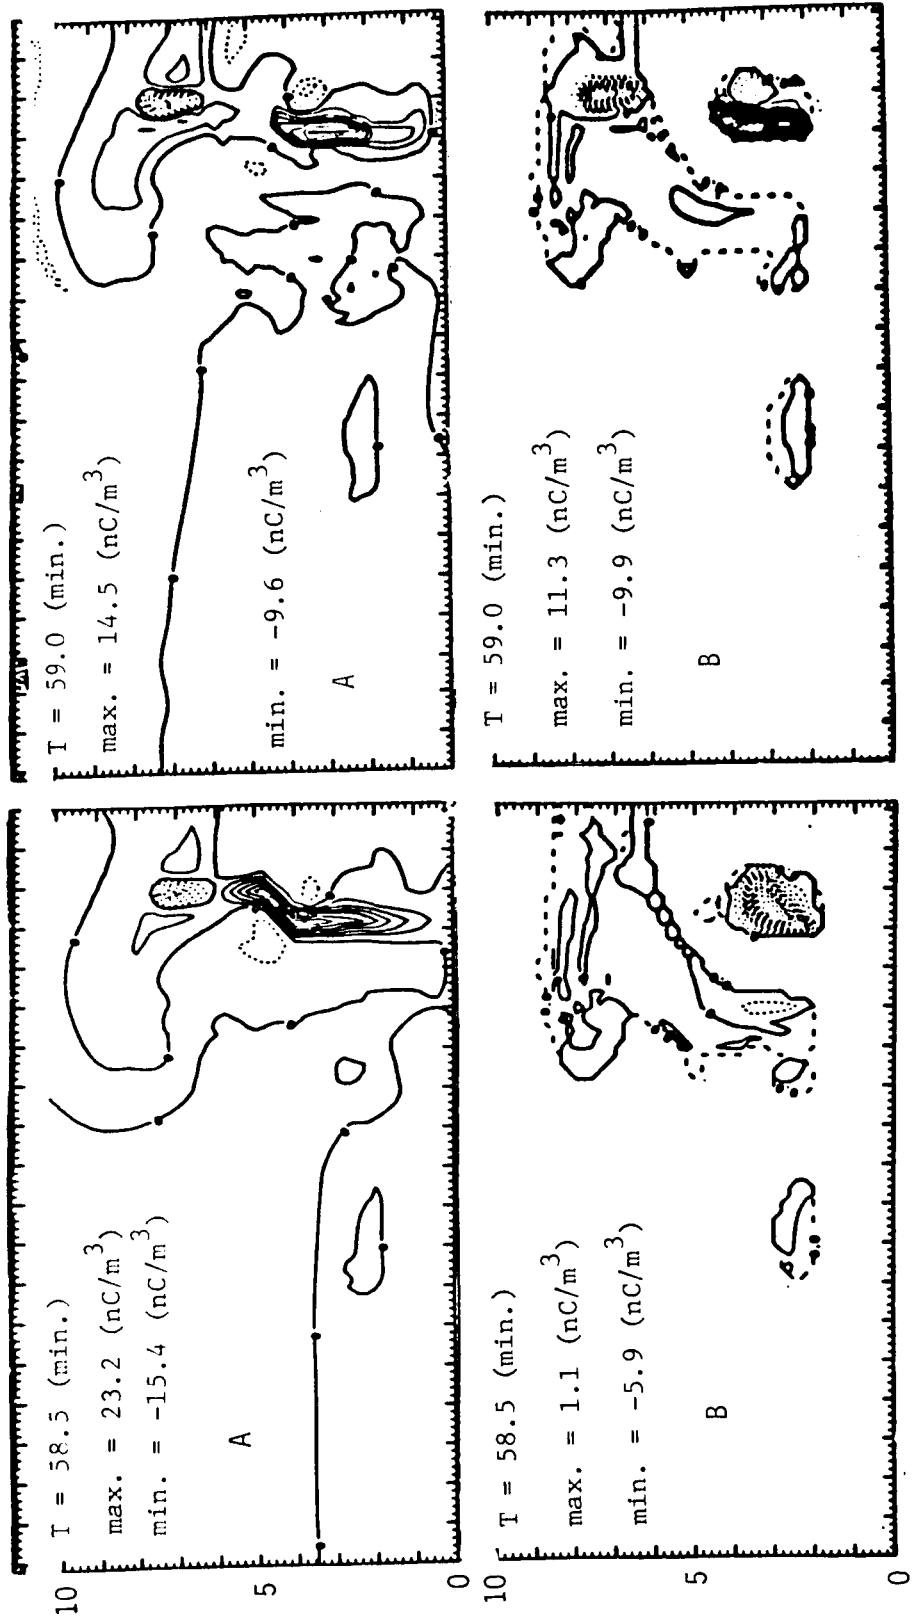 T = 58.5 (min.)
max. = 23.2 (nC/m³)
min. = -15.4 (nC/m³)
A
10
5
0
T = 59.0 (min.)
max. = 14.5 (nC/m³)
min. = -9.6 (nC/m³)
A
T = 58.5 (min.)
max. = 1.1 (nC/m³)
min. = -5.9 (nC/m³)
B
10
5
0
T = 59.0 (min.)
max. = 11.3 (nC/m³)
min. = -9.9 (nC/m³)
B